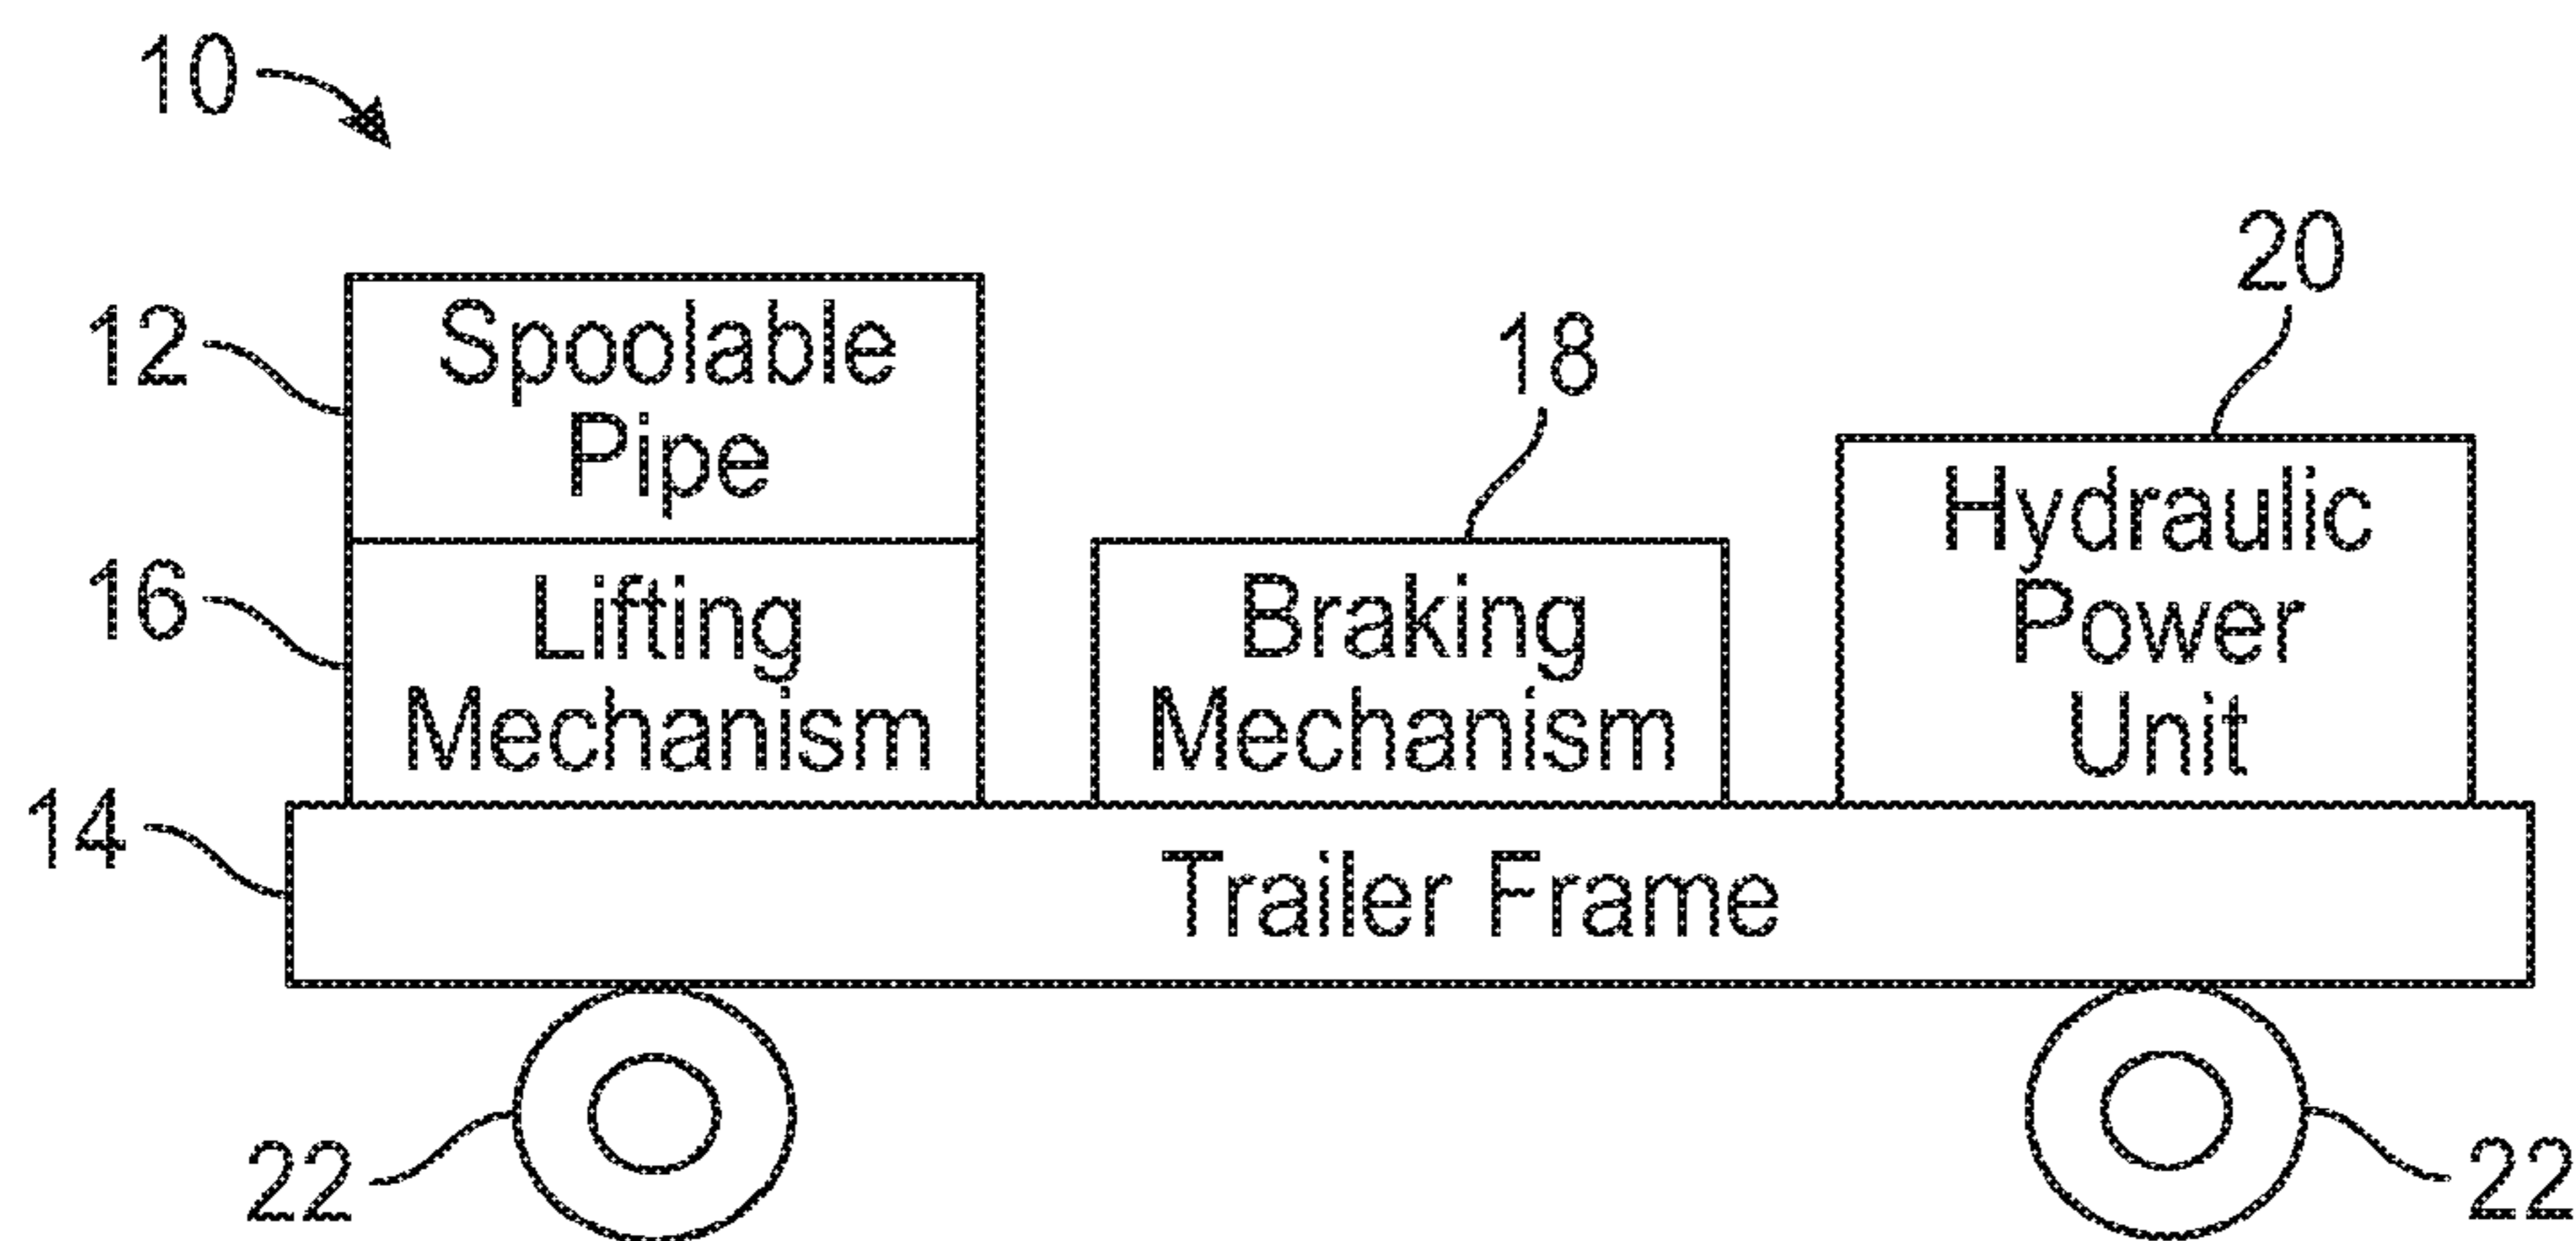 10
20
12
Spoolable
Pipe
18
Hydraulic
Power
Unit
16
Lifting
Mechanism
Braking
Mechanism
14
Trailer Frame
22
22